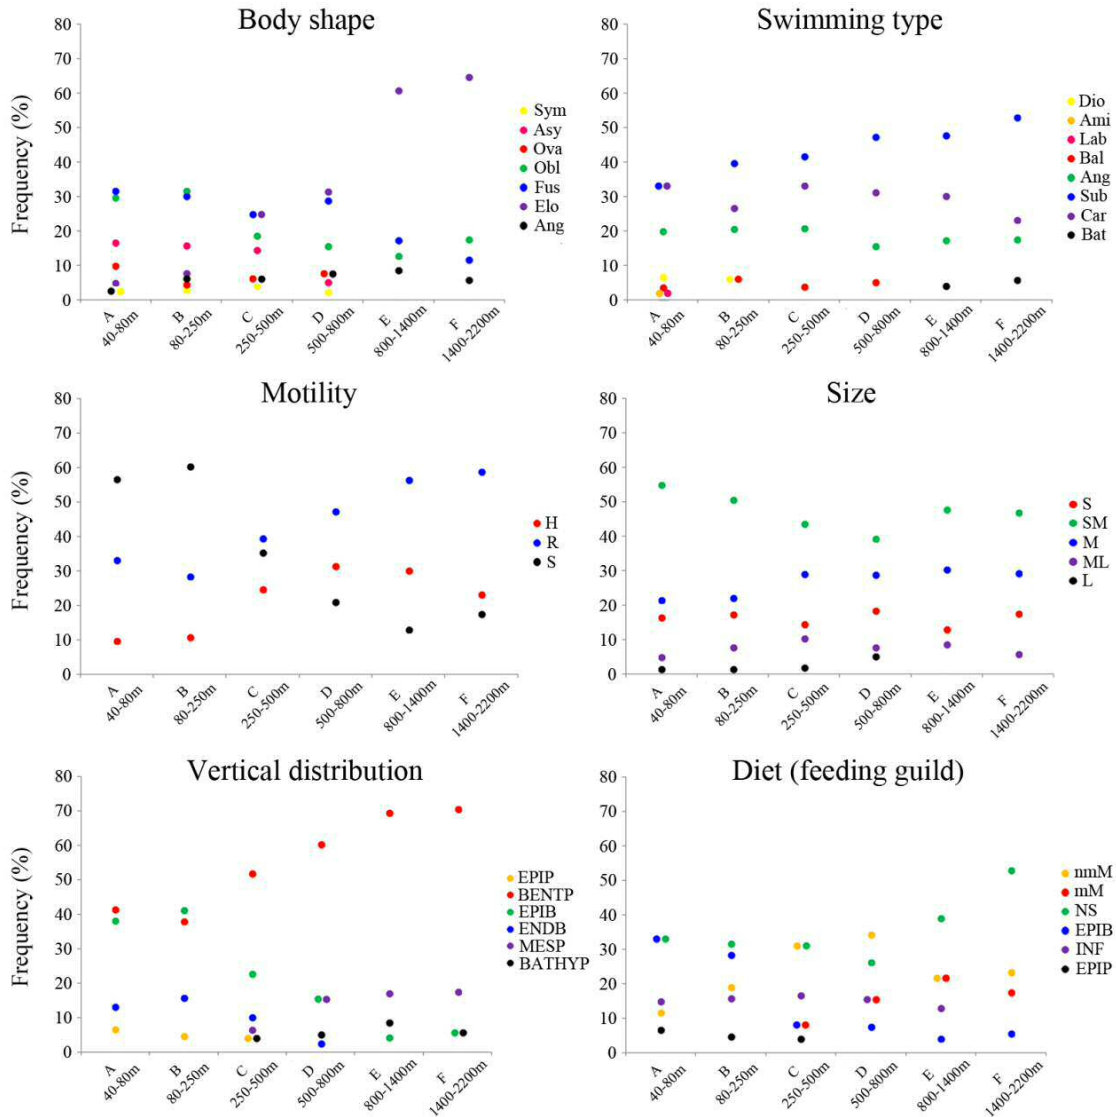 Body shape
Frequency (%)
80
70
60
50
40
30
20
10
0
A
40-80m
B
80-250m
C
250-500m
D
500-800m
E
800-1400m
F
1400-2200m
Sym
Asy
Ova
Obl
Fus
Elo
Ang
Swimming type
80
70
60
50
40
30
20
10
0
A
40-80m
B
80-250m
C
250-500m
D
500-800m
E
800-1400m
F
1400-2200m
Dio
Ami
Lab
Bal
Ang
Sub
Car
Bat
Motility
Frequency (%)
80
70
60
50
40
30
20
10
0
A
40-80m
B
80-250m
C
250-500m
D
500-800m
E
800-1400m
F
1400-2200m
H
R
S
Size
80
70
60
50
40
30
20
10
0
A
40-80m
B
80-250m
C
250-500m
D
500-800m
E
800-1400m
F
1400-2200m
S
SM
M
ML
L
Vertical distribution
Frequency (%)
80
70
60
50
40
30
20
10
0
A
40-80m
B
80-250m
C
250-500m
D
500-800m
E
800-1400m
F
1400-2200m
EPIP
BENTP
EPIB
ENDB
MESP
BATHYP
Diet (feeding guild)
80
70
60
50
40
30
20
10
0
A
40-80m
B
80-250m
C
250-500m
D
500-800m
E
800-1400m
F
1400-2200m
nmM
mM
NS
EPIB
INF
EPIP